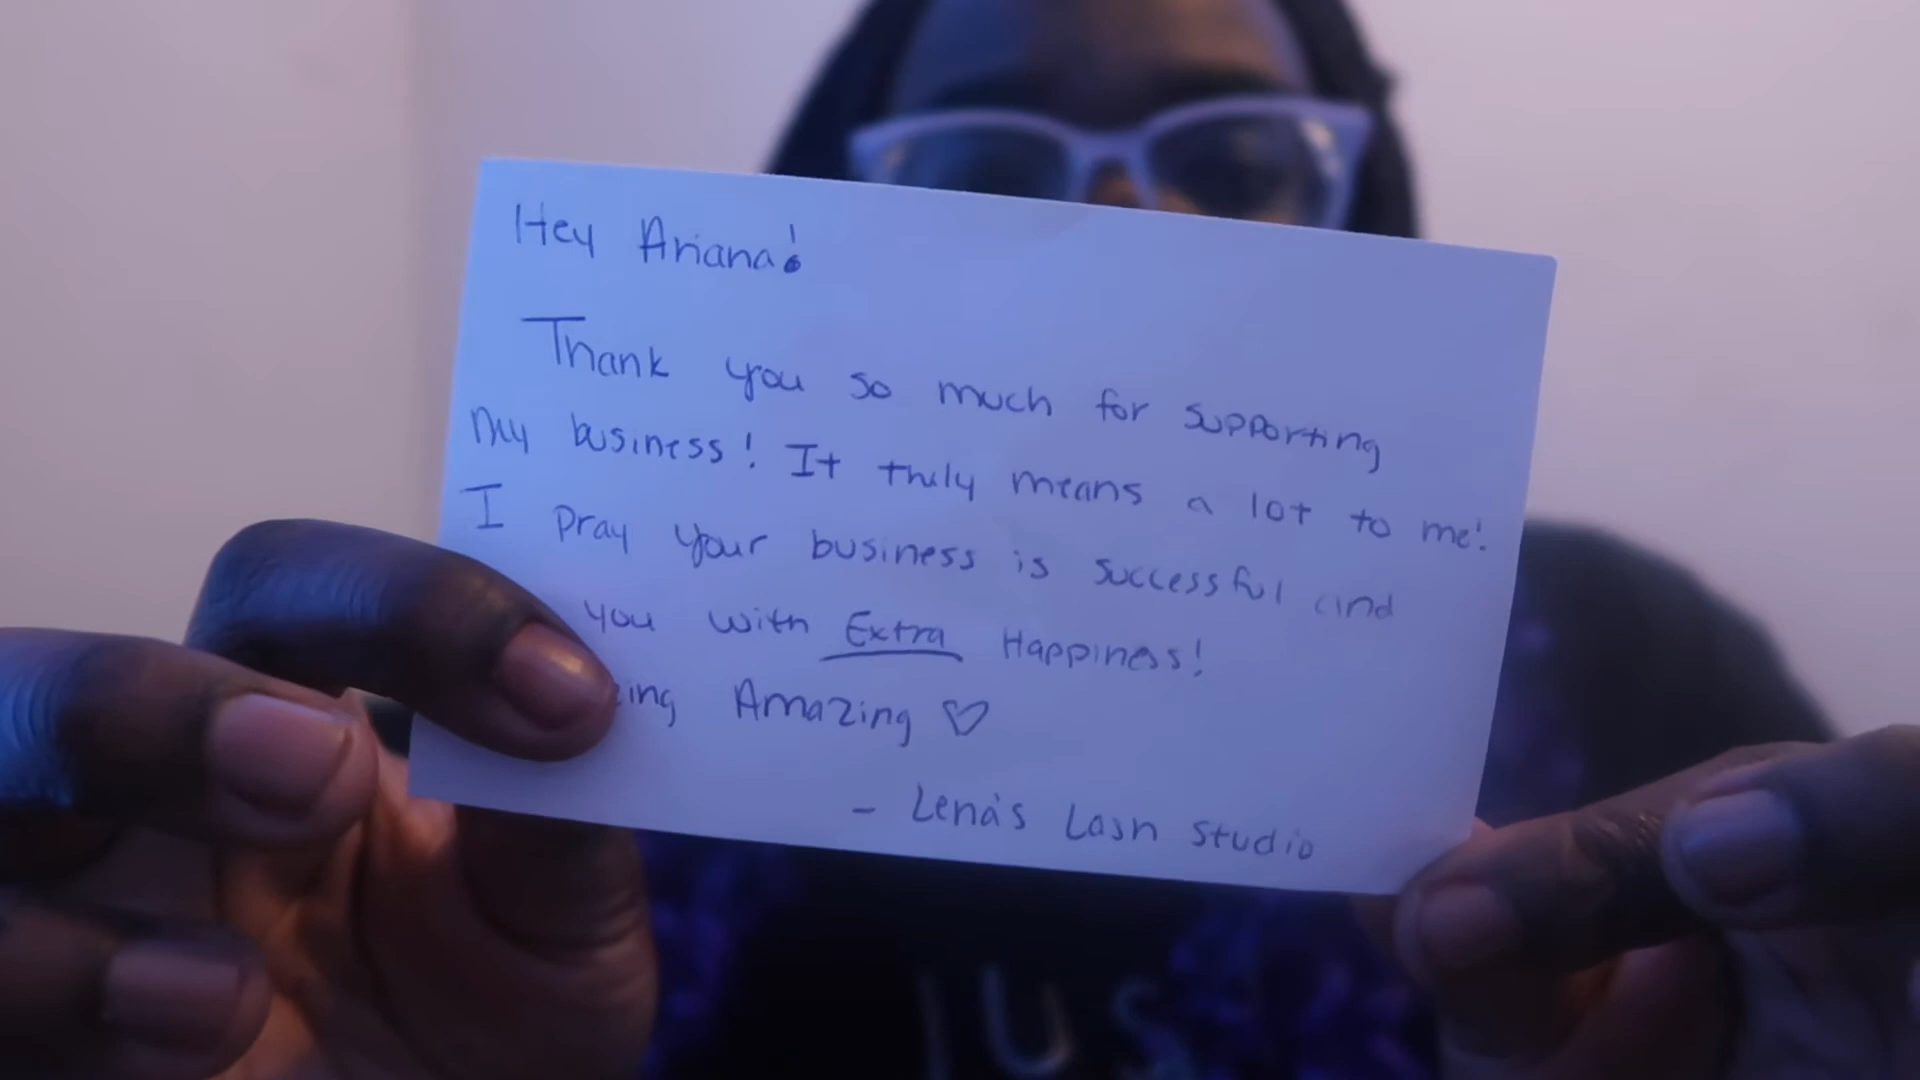 Hey Ariana!
Thank you so much for supporting
my business! It truly means a lot to me!
I pray your business is successful and
you with Extra Happiness!
ing Amazing ♡
- Lena's Lash Studio